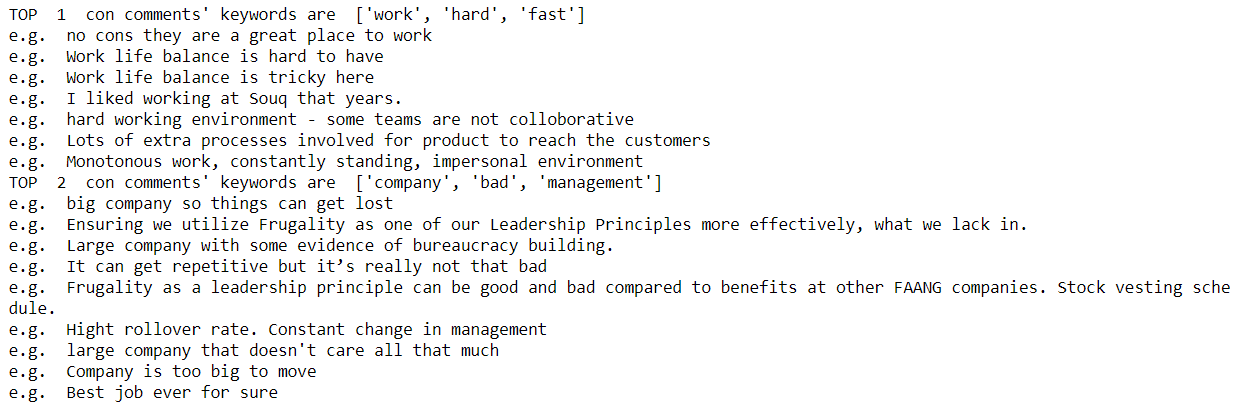 TOP  1  con comments' keywords are  ['work', 'hard', 'fast']
e.g.  no cons they are a great place to work
e.g.  Work life balance is hard to have
e.g.  Work life balance is tricky here
e.g.  I liked working at Souq that years.
e.g.  hard working environment - some teams are not colloborative
e.g.  Lots of extra processes involved for product to reach the customers
e.g.  Monotonous work, constantly standing, impersonal environment
TOP  2  con comments' keywords are  ['company', 'bad', 'management']
e.g.  big company so things can get lost
e.g.  Ensuring we utilize Frugality as one of our Leadership Principles more effectively, what we lack in.
e.g.  Large company with some evidence of bureaucracy building.
e.g.  It can get repetitive but it’s really not that bad
e.g.  Frugality as a leadership principle can be good and bad compared to benefits at other FAANG companies. Stock vesting sche
dule.
e.g.  Hight rollover rate. Constant change in management
e.g.  large company that doesn't care all that much
e.g.  Company is too big to move
e.g.  Best job ever for sure